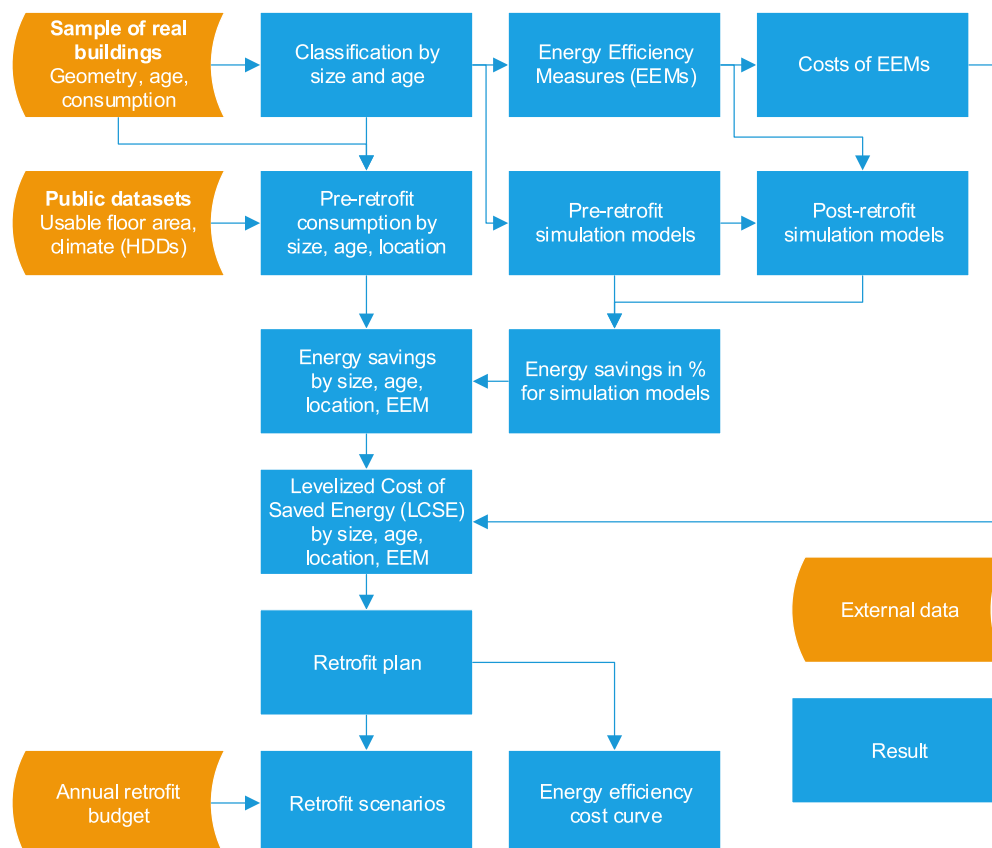 Sample of real
buildings
Geometry, age,
consumption
Classification by
size and age
Energy Efficiency
Measures (EEMs)
Costs of EEMs
Public datasets
Usable floor area,
climate (HDDs)
Pre-retrofit
consumption by
size, age, location
Pre-retrofit
simulation models
Post-retrofit
simulation models
Energy savings
by size, age,
location, EEM
Energy savings in %
for simulation models
Levelized Cost of
Saved Energy (LCSE)
by size, age,
location, EEM
External data
Retrofit plan
Result
Annual retrofit
budget
Retrofit scenarios
Energy efficiency
cost curve